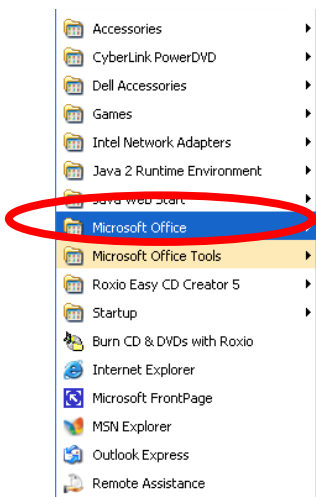 Accessories
CyberLink PowerDVD
Dell Accessories
Games
Intel Network Adapters
Java 2 Runtime Environment
Java Web Start
Microsoft Office
Microsoft Office Tools
Roxio Easy CD Creator 5
Startup
Burn CD & DVDs with Roxio
Internet Explorer
Microsoft FrontPage
MSN Explorer
Outlook Express
Remote Assistance